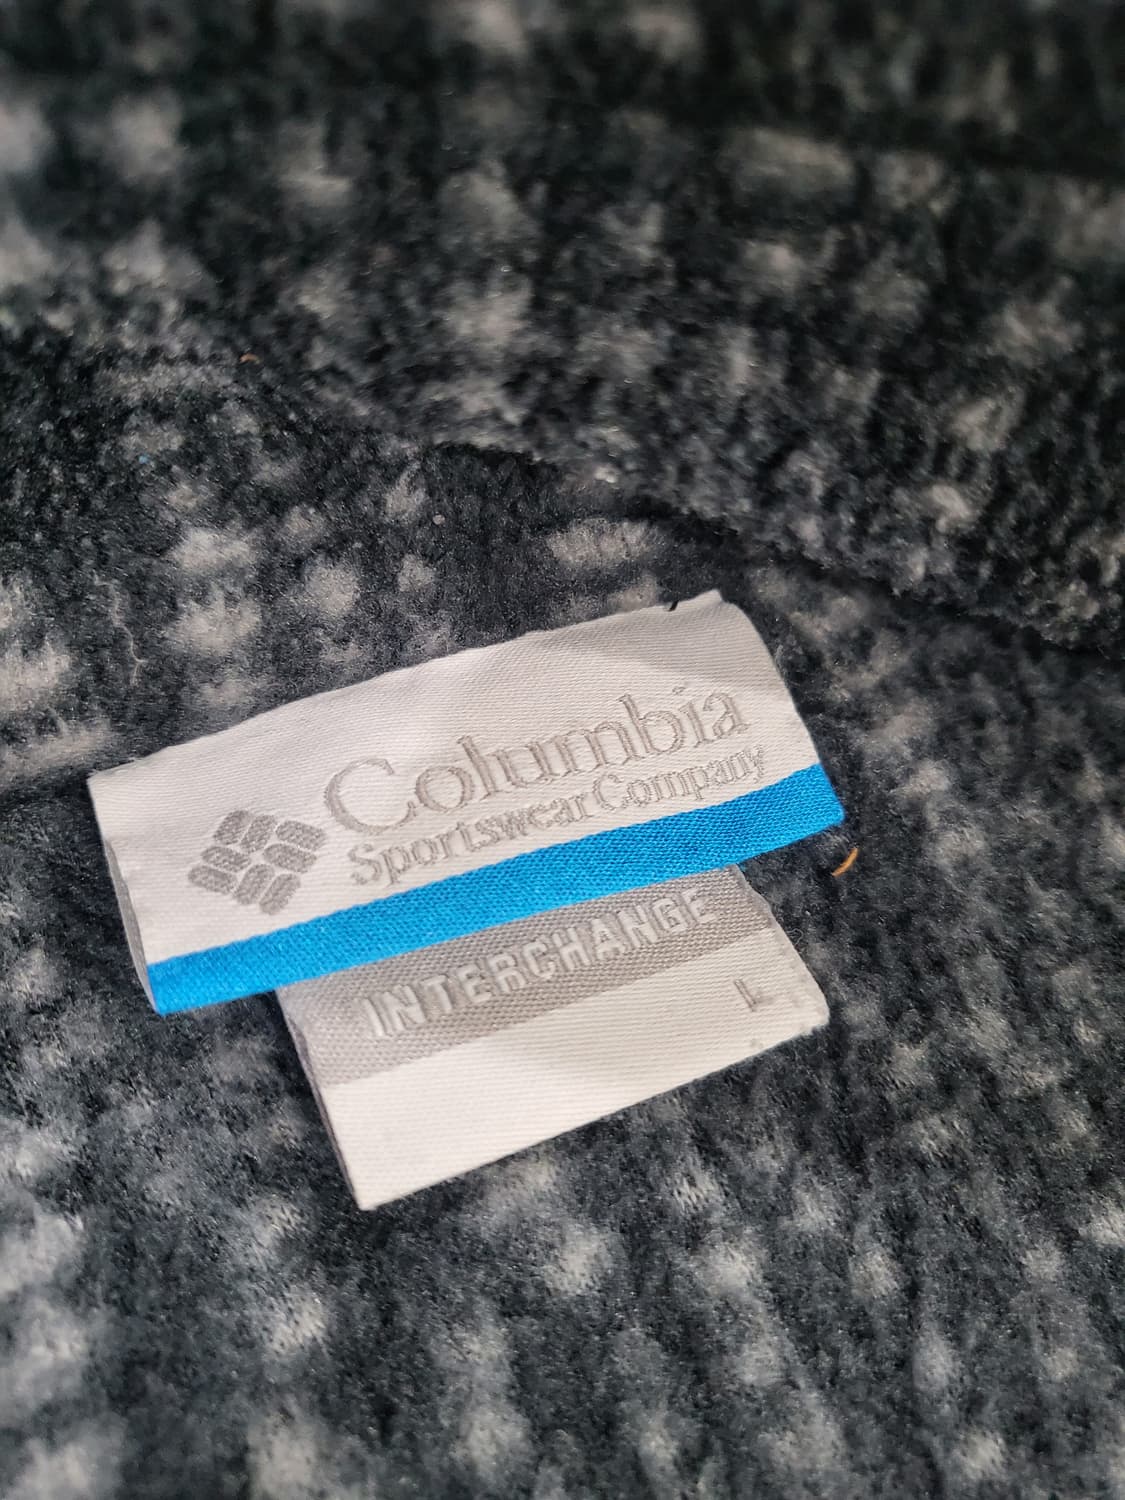 Columbia
Sportswear Company
INTERCHANGE
L